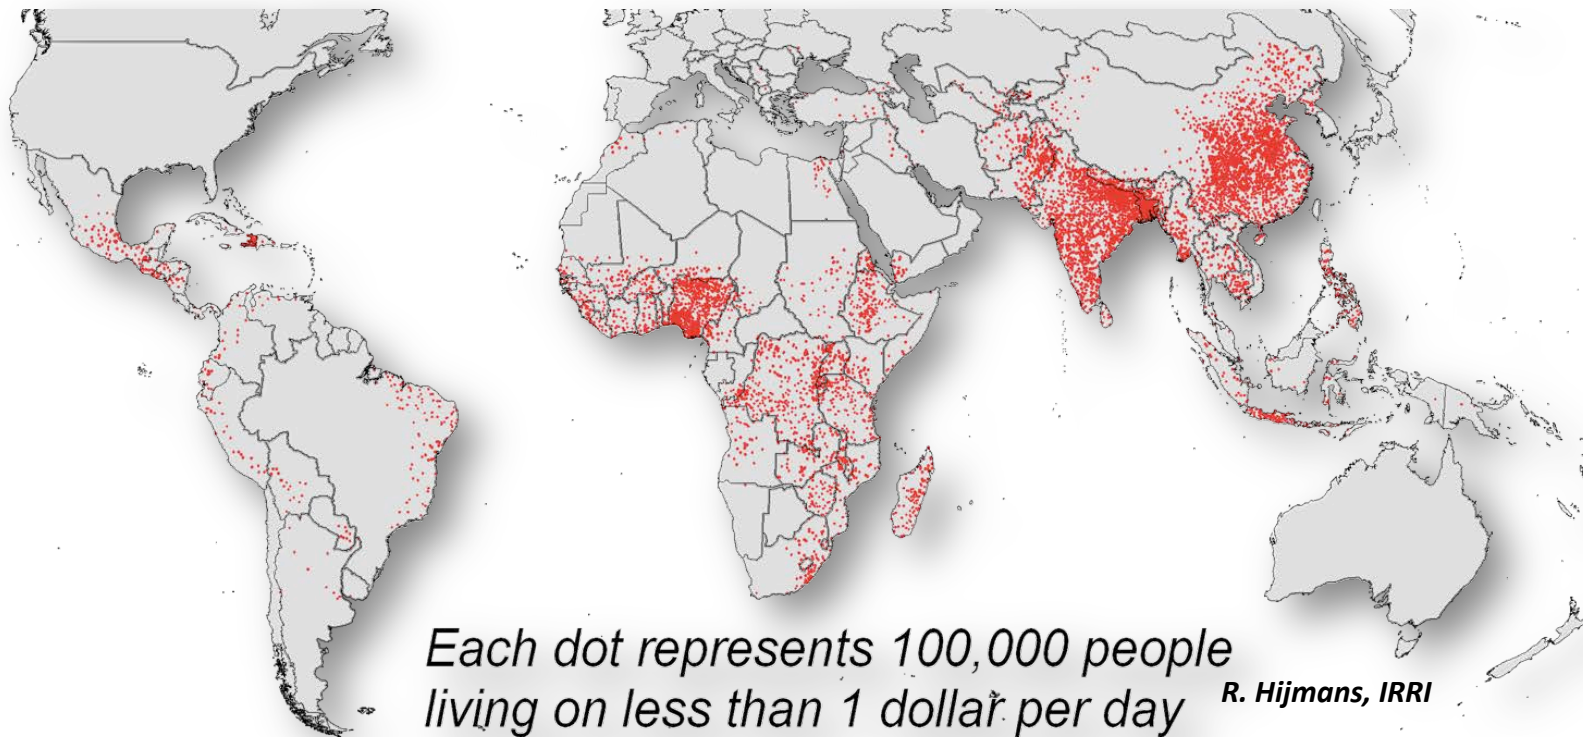 Each dot represents 100,000 people
living on less than 1 dollar per day
R. Hijmans, IRRI